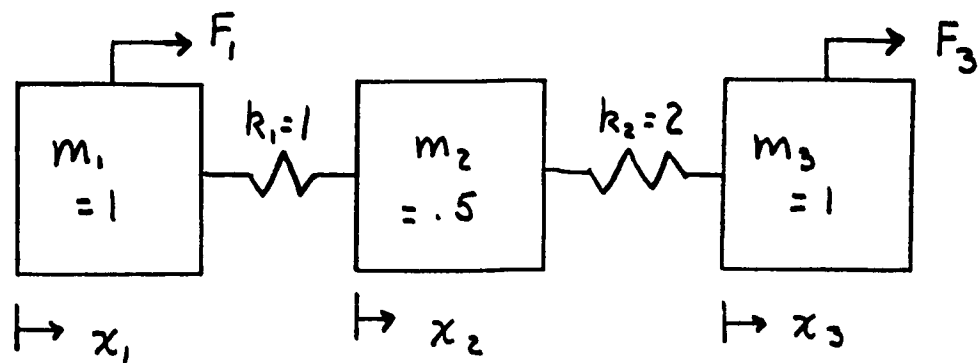 F₁
F₃
k₁=1
k₂=2
m₁
= 1
m₂
= .5
m₃
= 1
x₁
x₂
x₃